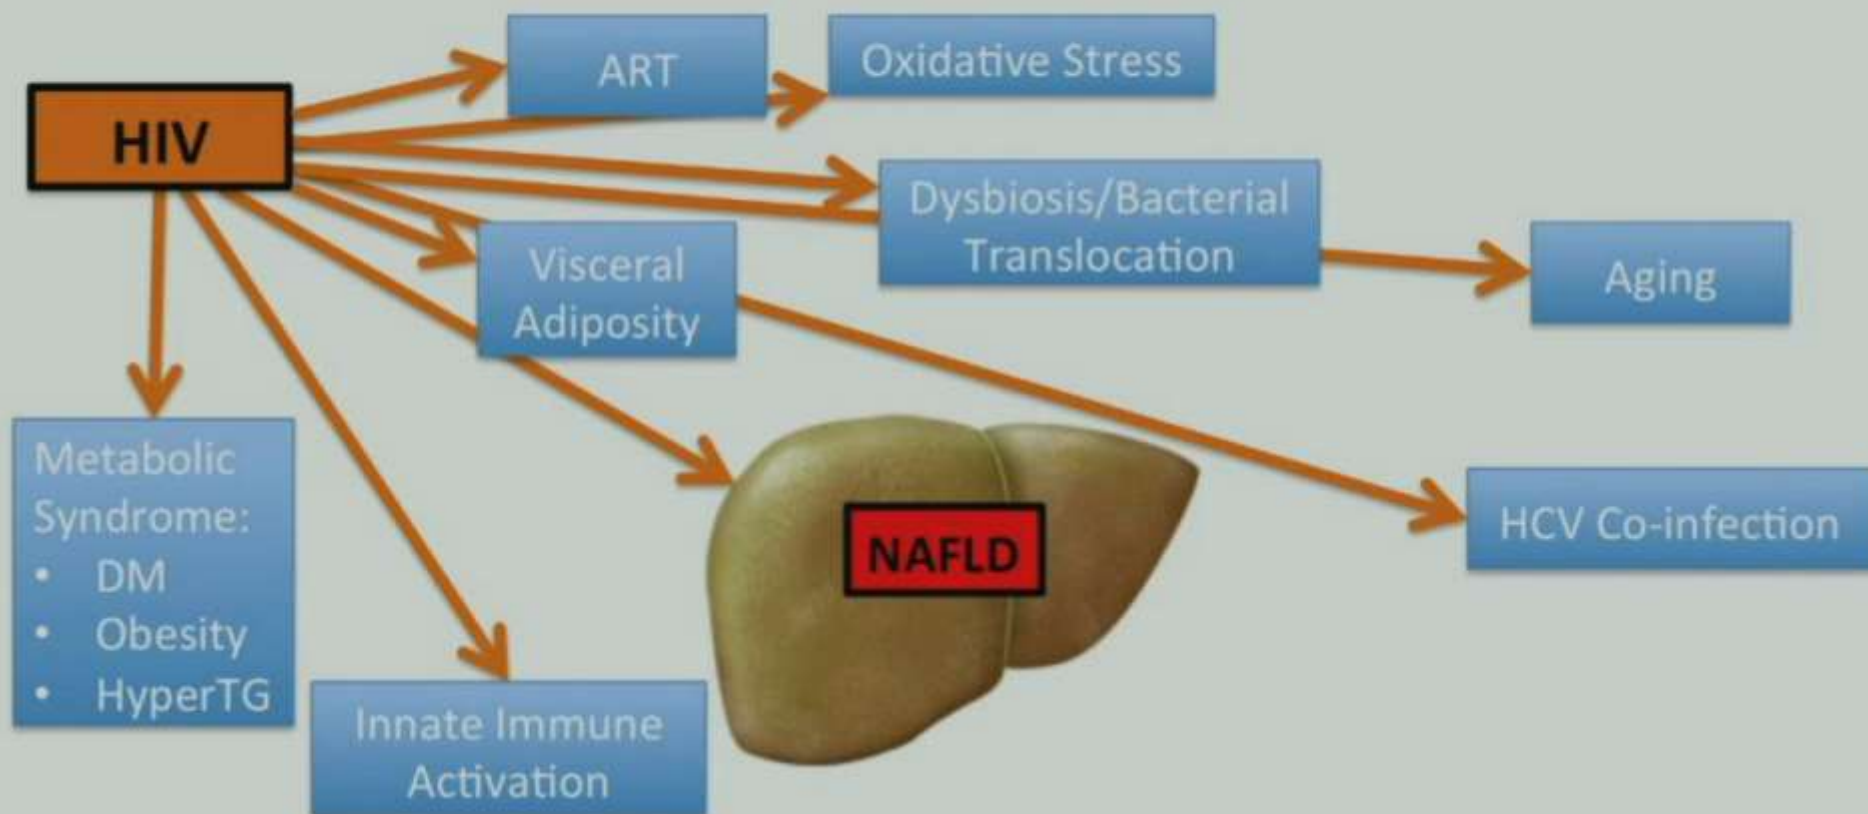 ART
Oxidative Stress
HIV
Dysbiosis/Bacterial
Translocation
Visceral
Adiposity
Aging
Metabolic
Syndrome:
• DM
• Obesity
• HyperTG
NAFLD
HCV Co-infection
Innate Immune
Activation